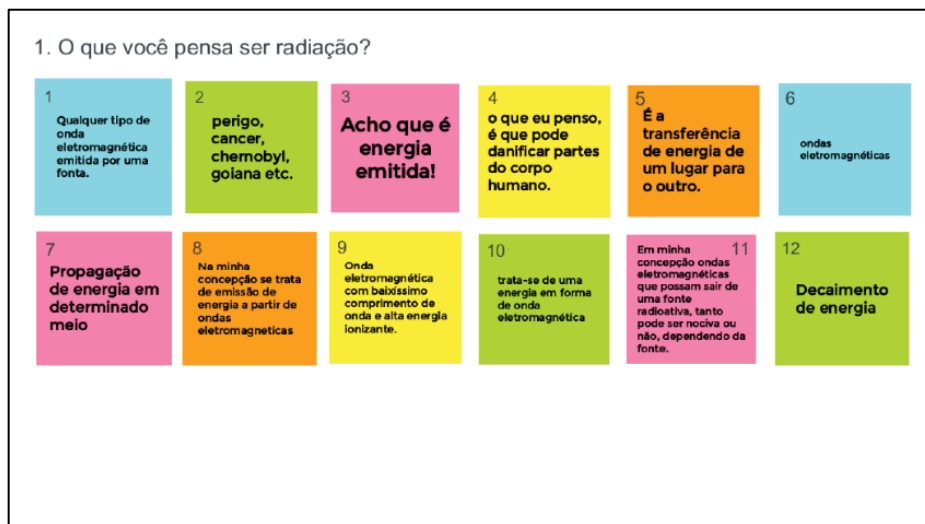 1. O que você pensa ser radiação?
1
Qualquer tipo de
onda
eletromagnética
emitida por uma
fonta.
2
perigo,
cancer,
chernobyl,
goiana etc.
3
Acho que é
energia
emitida!
4
o que eu penso,
é que pode
danificar partes
do corpo
humano.
5
É a
transferência
de energia de
um lugar para
o outro.
6
ondas
eletromagnéticas
7
Propagação
de energia em
determinado
meio
8
Na minha
concepção se trata
de emissão de
energia a partir de
ondas
eletromagneticas
9
Onda
eletromagnética
com baixíssimo
comprimento de
onda e alta energia
ionizante.
10
trata-se de uma
energia em forma
de onda
eletromagnética
11
Em minha
concepção ondas
eletromagnéticas
que possam sair de
uma fonte
radioativa, tanto
pode ser nociva ou
não, dependendo da
fonte.
12
Decaimento
de energia